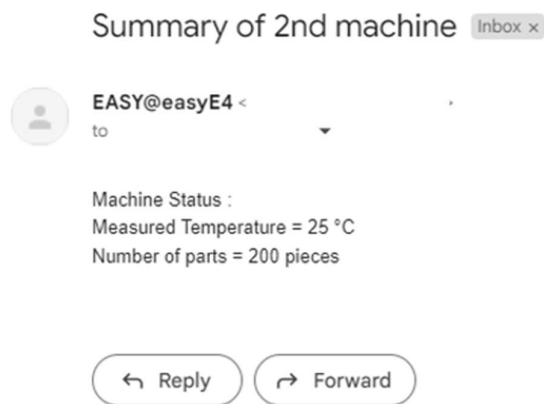 Summary of 2nd machine Inbox ×
EASY@easyE4 <
to
Machine Status :
Measured Temperature = 25 °C
Number of parts = 200 pieces
Reply Forward